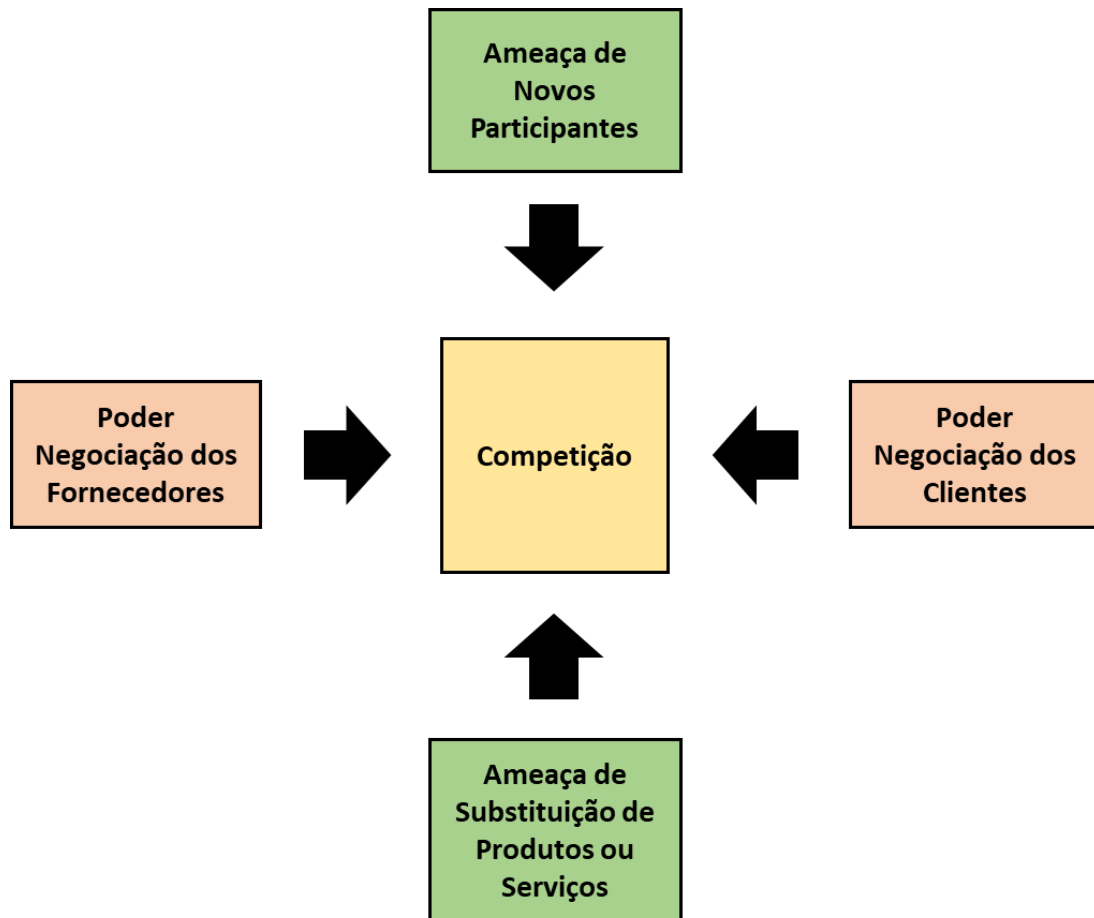 Ameaça de
Novos
Participantes
Poder
Negociação dos
Fornecedores
Competição
Poder
Negociação dos
Clientes
Ameaça de
Substituição de
Produtos ou
Serviços